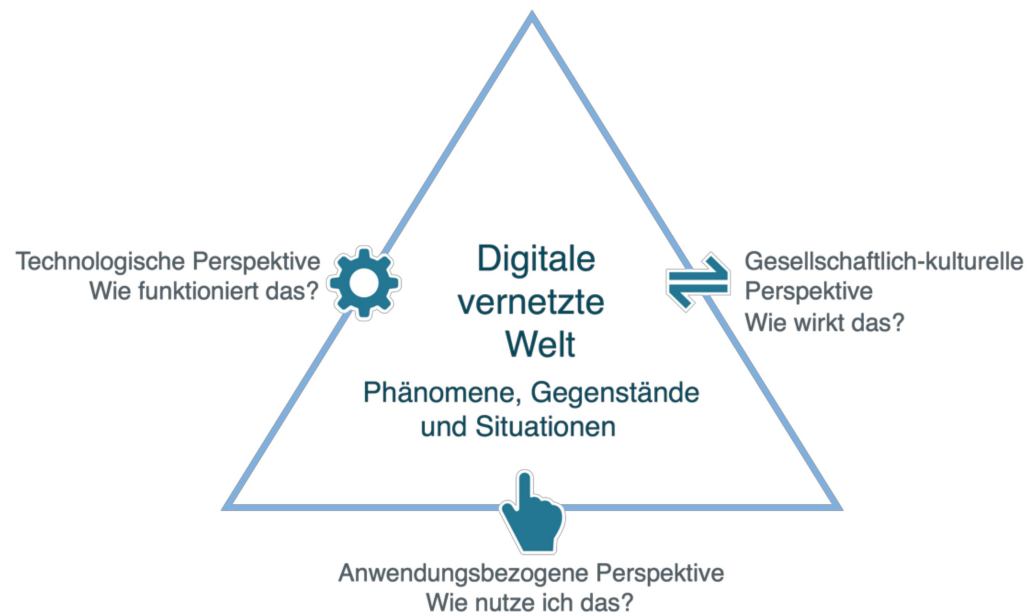 Technologische Perspektive
Wie funktioniert das?
Digitale
vernetzte
Welt
Phänomene, Gegenstände
und Situationen
Gesellschaftlich-kulturelle
Perspektive
Wie wirkt das?
Anwendungsbezogene Perspektive
Wie nutze ich das?